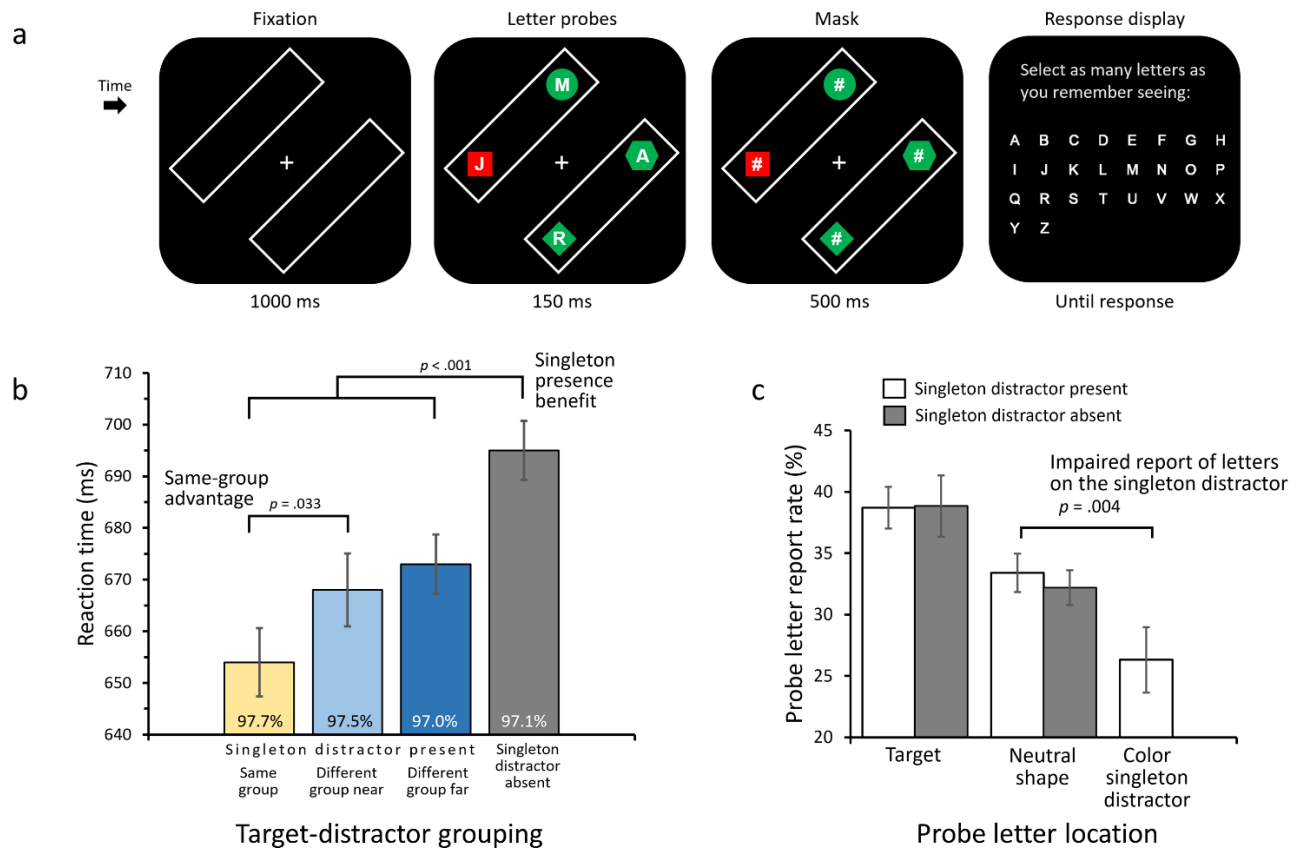 a
Fixation
Letter probes
Mask
Response display
Time
M
J
A
R
#
#
#
#
Select as many letters as
you remember seeing:
A B C D E F G H
I J K L M N O P
Q R S T U V W X
Y Z
1000 ms
150 ms
500 ms
Until response
b
Reaction time (ms)
710
700
690
680
670
660
650
640
p < .001
Singleton
presence
benefit
Same-group
advantage
p = .033
97.7%
97.5%
97.0%
97.1%
Singleton distractor present
Same
group
Different
group near
Different
group far
Singleton
distractor
absent
Target-distractor grouping
c
Singleton distractor present
Singleton distractor absent
Probe letter report rate (%)
45
40
35
30
25
20
Impaired report of letters
on the singleton distractor
p = .004
Target
Neutral
shape
Color
singleton
distractor
Probe letter location